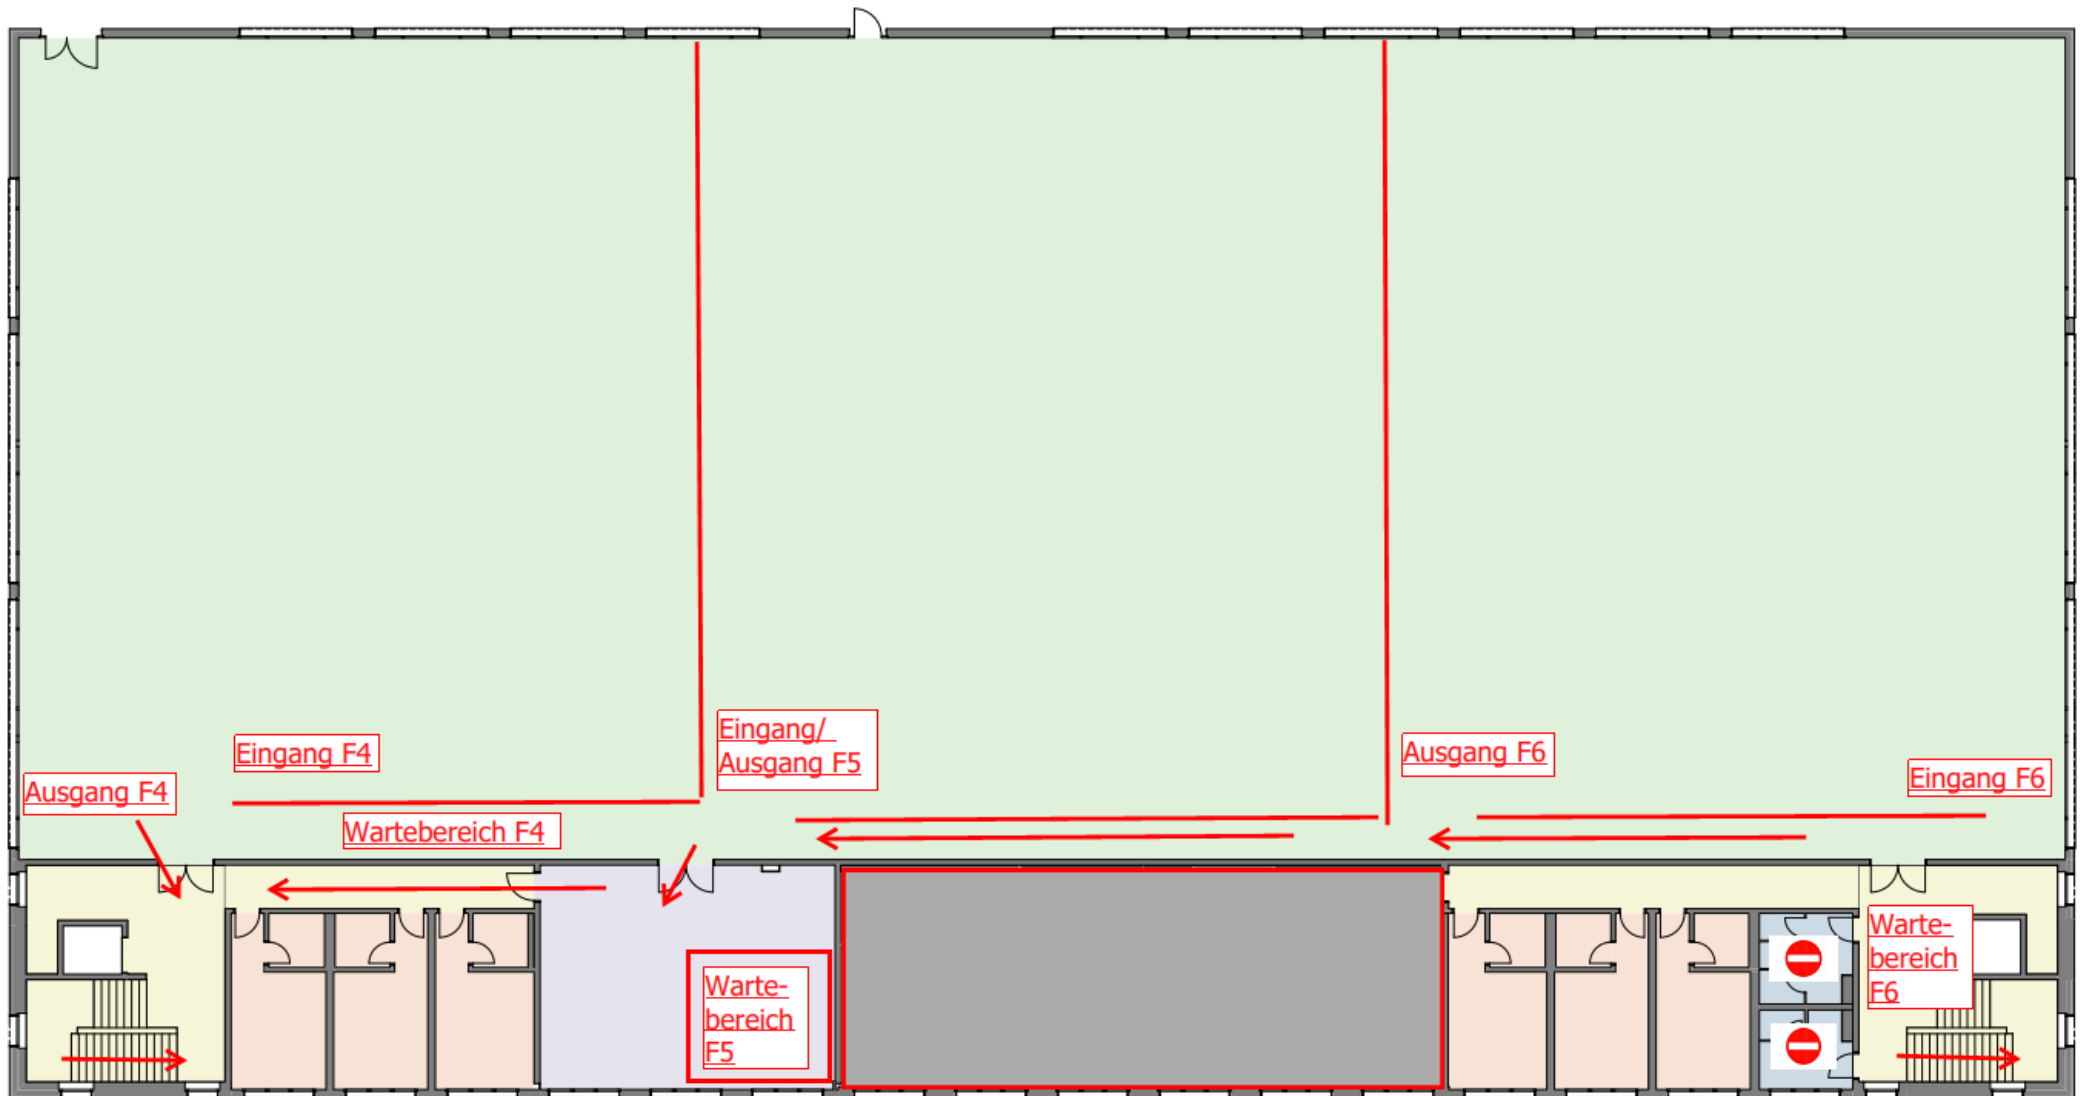 Eingang/
Ausgang F5
Eingang F4
Ausgang F6
Eingang F6
Ausgang F4
Wartebereich F4
Warte-
bereich
F6
Warte-
bereich
F5